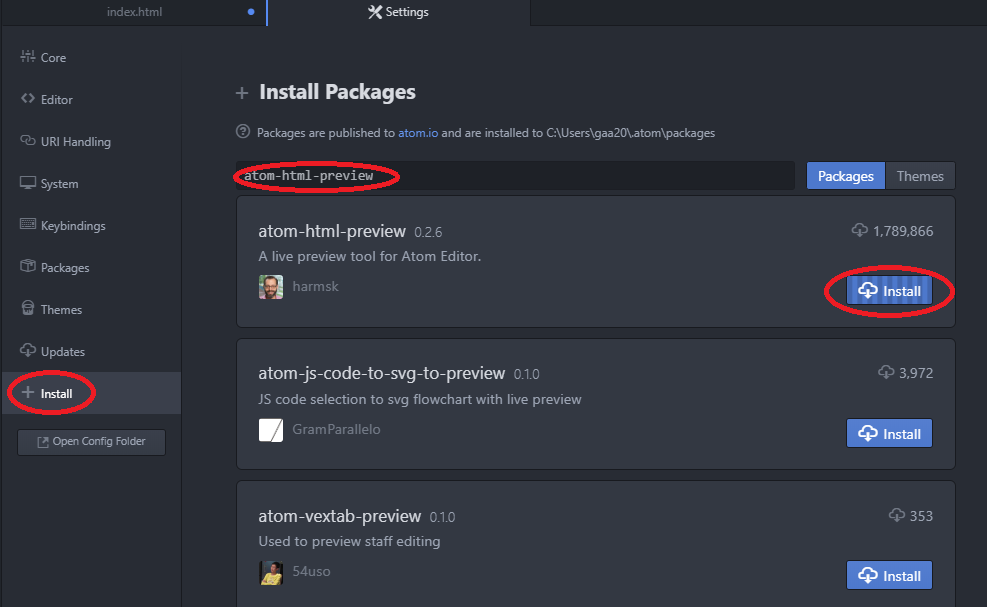 index.html
Settings
Core
Editor
URI Handling
System
Keybindings
Packages
Themes
Updates
Install
Open Config Folder
Install Packages
Packages are published to atom.io and are installed to C:\Users\gaa20\.atom\packages
atom-html-preview
Packages Themes
atom-html-preview 0.2.6 1,789,866
A live preview tool for Atom Editor.
harmsk
Install
atom-js-code-to-svg-to-preview 0.1.0 3,972
JS code selection to svg flowchart with live preview
GramParallelo
Install
atom-vextab-preview 0.1.0 353
Used to preview staff editing
54uso
Install